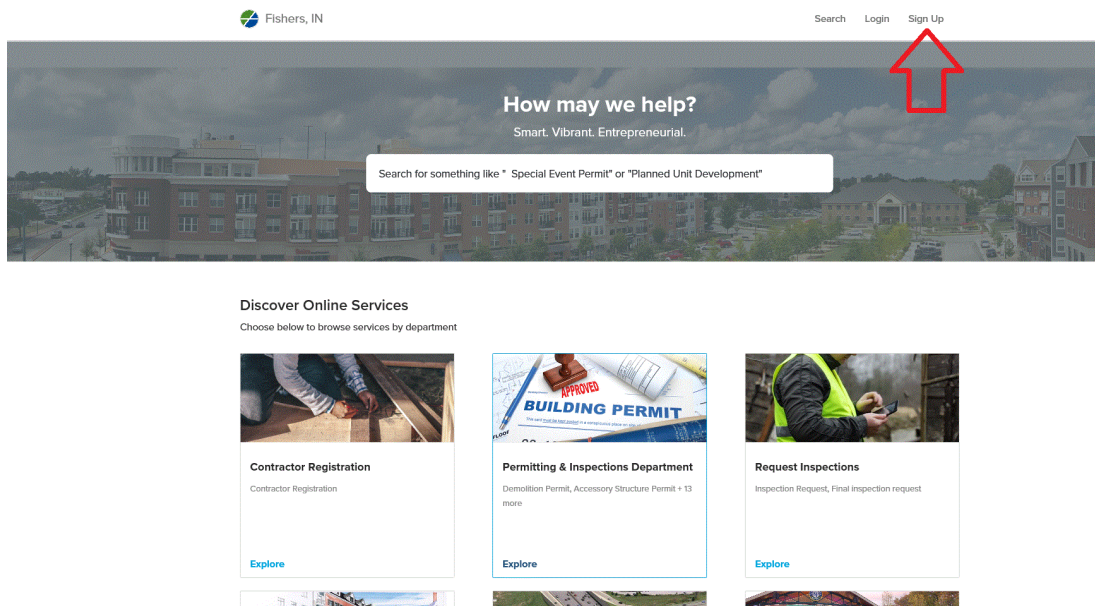 Fishers, IN
Search Login Sign Up
How may we help?
Smart. Vibrant. Entrepreneurial.
Search for something like " Special Event Permit" or "Planned Unit Development"
Discover Online Services
Choose below to browse services by department
APPROVED
BUILDING PERMIT
FLOOR
Contractor Registration
Contractor Registration
Explore
Permitting & Inspections Department
Demolition Permit, Accessory Structure Permit + 13
more
Explore
Request Inspections
Inspection Request, Final inspection request
Explore